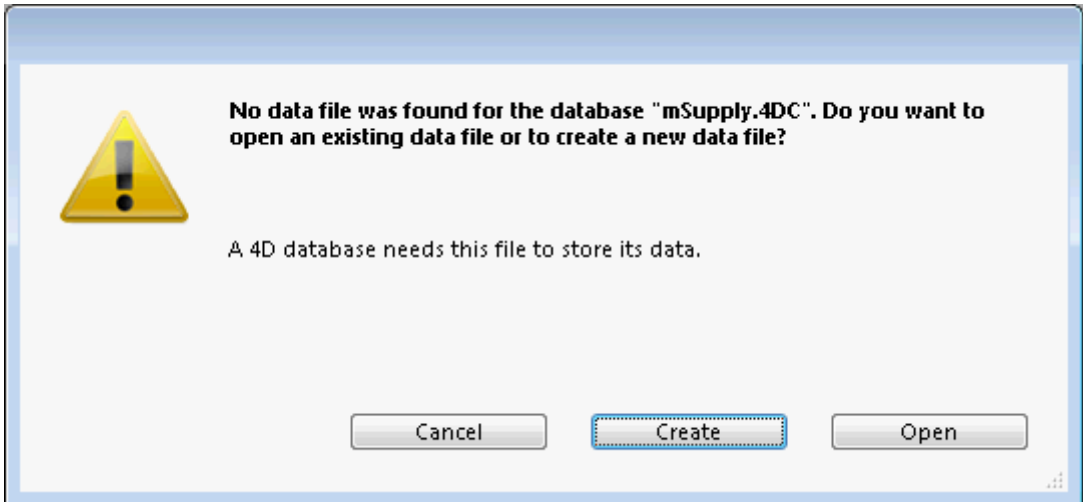 No data file was found for the database "mSupply.4DC". Do you want to
open an existing data file or to create a new data file?
A 4D database needs this file to store its data.
Cancel Create Open